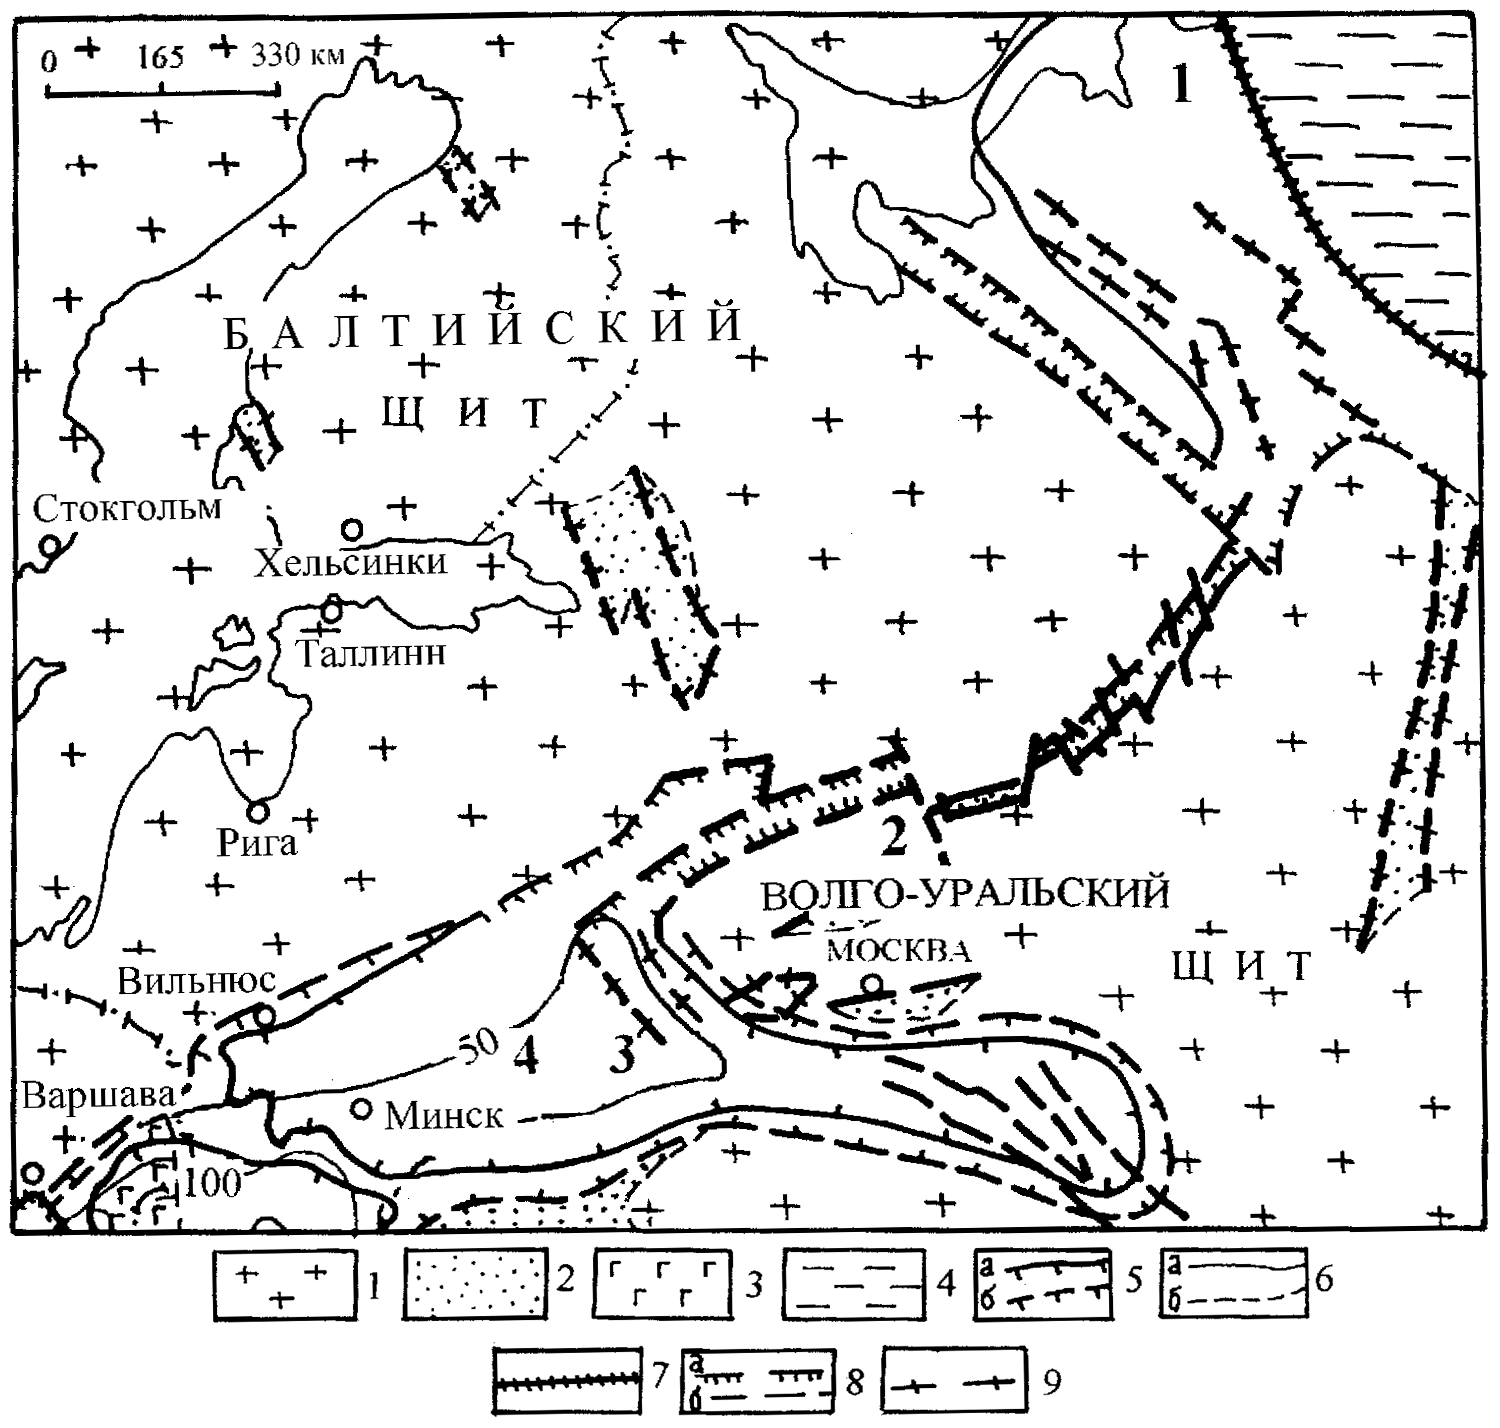 0 165 330 км
1
БАЛТИЙСКИЙ
ЩИТ
Стокгольм
Хельсинки
Таллинн
Рига
2
ВОЛГО-УРАЛЬСКИЙ
МОСКВА
ЩИТ
Вильнюс
50 4 3
Варшава
Минск
100
1 2 3 4 а б 5 а б 6
7 а б 8 9